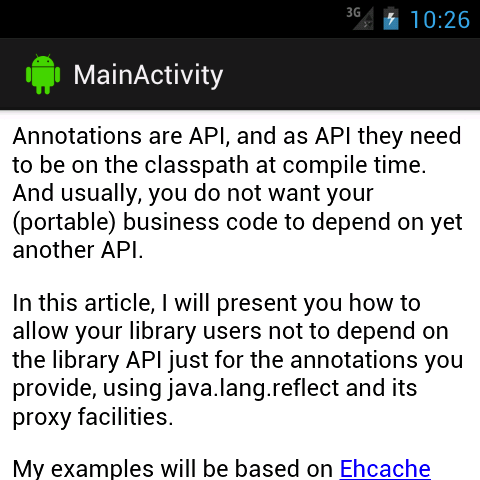 3G 10:26
MainActivity
Annotations are API, and as API they need
to be on the classpath at compile time.
And usually, you do not want your
(portable) business code to depend on yet
another API.
In this article, I will present you how to
allow your library users not to depend on
the library API just for the annotations you
provide, using java.lang.reflect and its
proxy facilities.
My examples will be based on Ehcache